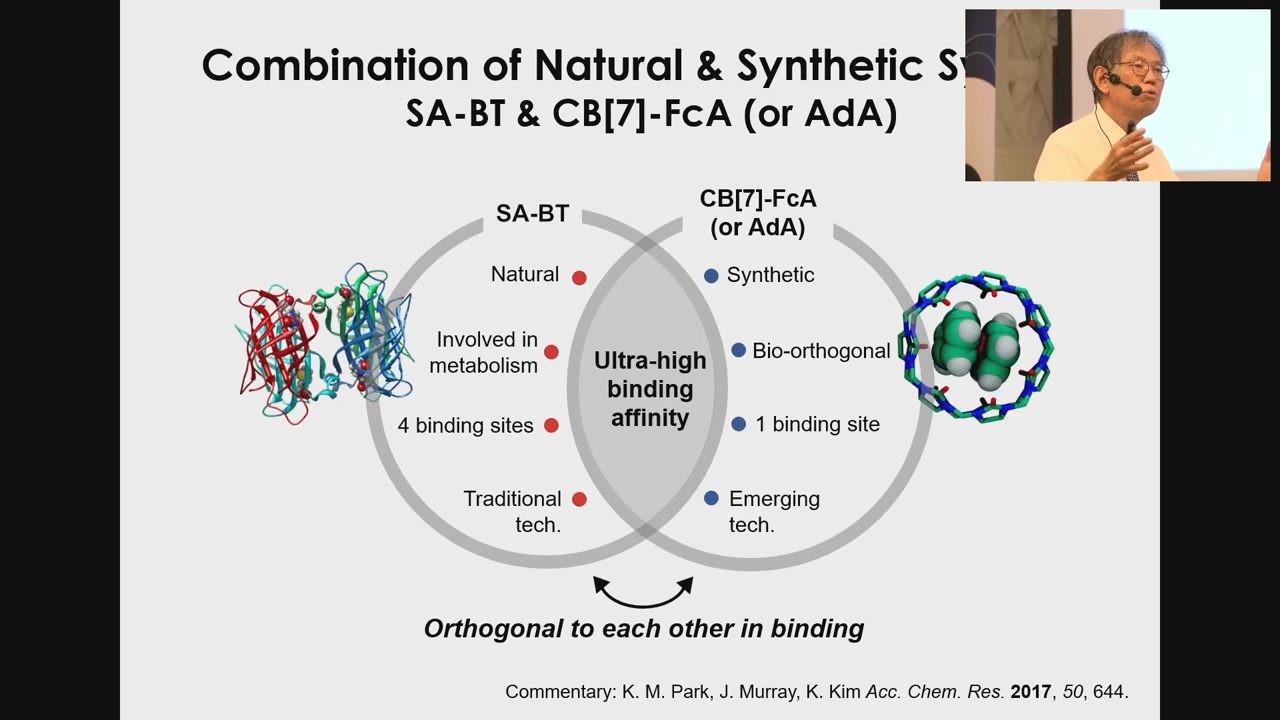 Combination of Natural & Synthetic
SA-BT & CB[7]-FcA (or AdA)
SA-BT
CB[7]-FcA
(or AdA)
Natural
Synthetic
Involved in
metabolism
Ultra-high
binding
affinity
Bio-orthogonal
4 binding sites
1 binding site
Traditional
tech.
Emerging
tech.
Orthogonal to each other in binding
Commentary: K. M. Park, J. Murray, K. Kim Acc. Chem. Res. 2017, 50, 644.